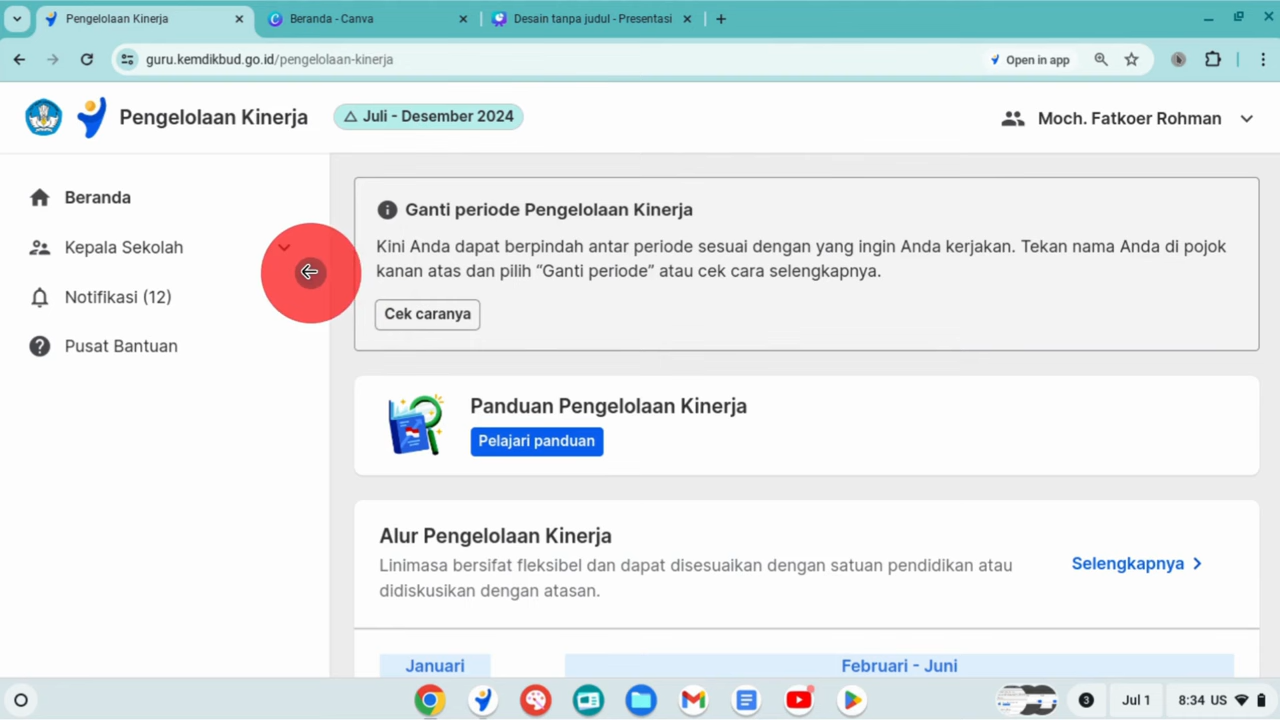 Pengelolaan Kinerja
Beranda - Canva
Desain tanpa judul - Presentasi
guru.kemdikbud.go.id/pengelolaan-kinerja
Open in app
Pengelolaan Kinerja
Juli - Desember 2024
Moch. Fatkoer Rohman
Beranda
Kepala Sekolah
Notifikasi (12)
Pusat Bantuan
Ganti periode Pengelolaan Kinerja
Kini Anda dapat berpindah antar periode sesuai dengan yang ingin Anda kerjakan. Tekan nama Anda di pojok
kanan atas dan pilih “Ganti periode” atau cek cara selengkapnya.
Cek caranya
Panduan Pengelolaan Kinerja
Pelajari panduan
Alur Pengelolaan Kinerja
Linimasa bersifat fleksibel dan dapat disesuaikan dengan satuan pendidikan atau
didiskusikan dengan atasan.
Selengkapnya
Januari
Februari - Juni
3
Jul 1
8:34 US